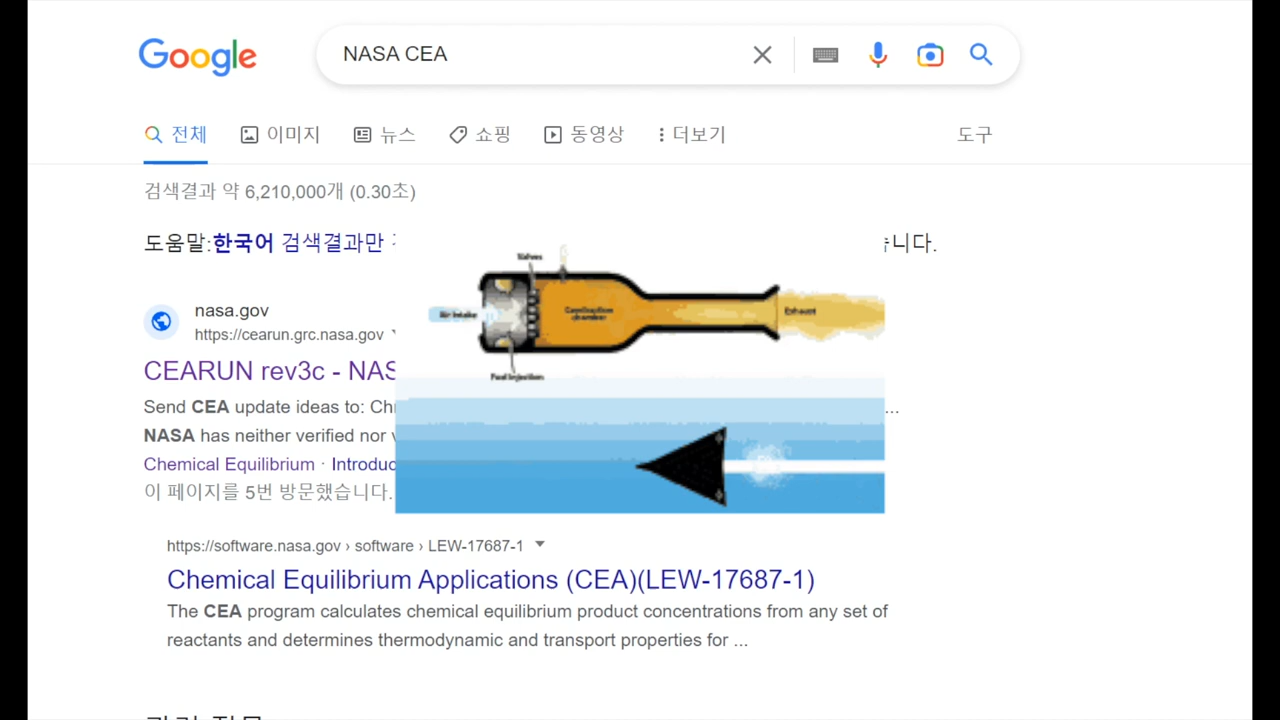 Google
NASA CEA
전체 이미지 뉴스 쇼핑 동영상 더보기 도구
검색결과 약 6,210,000개 (0.30초)
도움말:한국어 검색결과만 습니다.
Valves
Air Intake
Combustion
chamber
Exhaust
Fuel Injection
nasa.gov
https://cearun.grc.nasa.gov
CEARUN rev3c - NAS
Send CEA update ideas to: Chr ...
NASA has neither verified nor
Chemical Equilibrium · Introduc
이 페이지를 5번 방문했습니다.
https://software.nasa.gov › software › LEW-17687-1
Chemical Equilibrium Applications (CEA)(LEW-17687-1)
The CEA program calculates chemical equilibrium product concentrations from any set of
reactants and determines thermodynamic and transport properties for ...